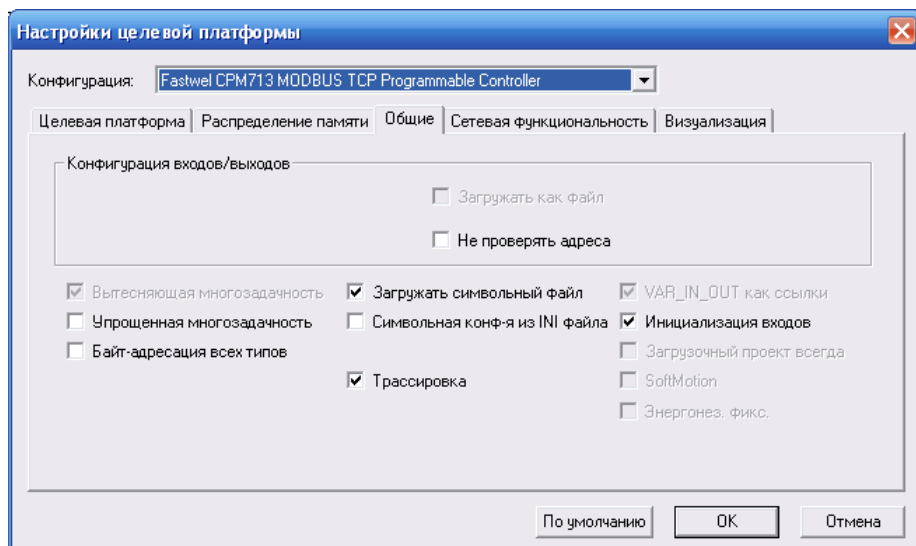 Настройки целевой платформы
Конфигурация: Fastwel CPM713 MODBUS TCP Programmable Controller
Целевая платформа Распределение памяти Общие Сетевая функциональность Визуализация
Конфигурация входов/выходов
Загружать как файл
Не проверять адреса
Вытесняющая многозадачность Загружать символьный файл VAR_IN_OUT как ссылки
Упрощенная многозадачность Символьная конф-я из INI файла Инициализация входов
Байт-адресация всех типов Загрузочный проект всегда
Трассировка SoftMotion
Энергонез. фикс.
По умолчанию OK Отмена